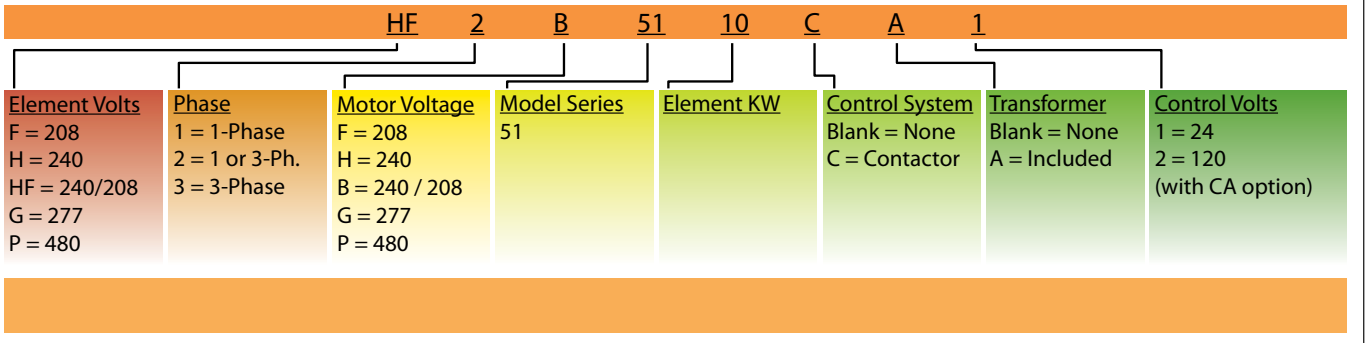 HF 2 B 51 10 C A 1
Element Volts
F = 208
H = 240
HF = 240/208
G = 277
P = 480
Phase
1 = 1-Phase
2 = 1 or 3-Ph.
3 = 3-Phase
Motor Voltage
F = 208
H = 240
B = 240 / 208
G = 277
P = 480
Model Series
51
Element KW
Control System
Blank = None
C = Contactor
Transformer
Blank = None
A = Included
Control Volts
1 = 24
2 = 120
(with CA option)